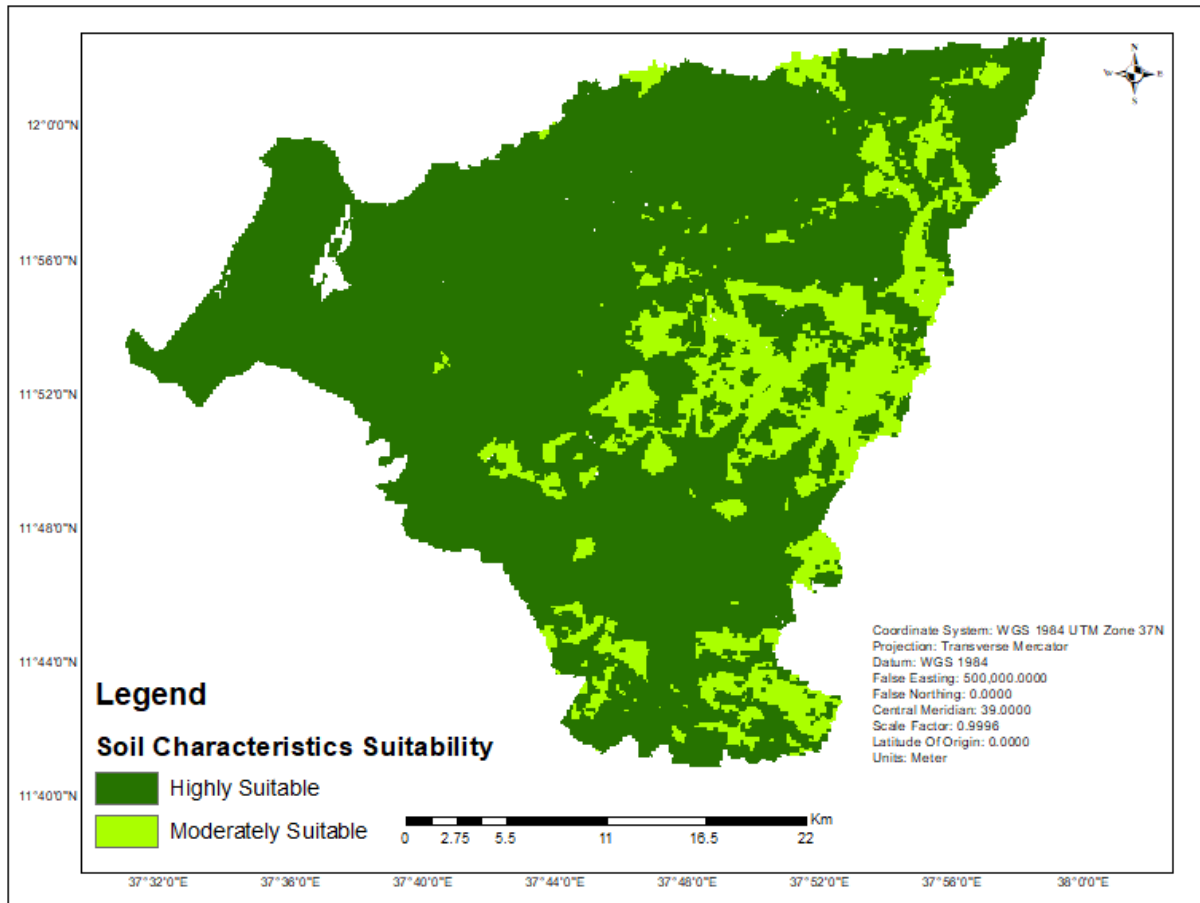 N
W E
S
12°0'0"N
11°56'0"N
11°52'0"N
11°48'0"N
11°44'0"N
11°40'0"N
Coordinate System: WGS 1984 UTM Zone 37N
Projection: Transverse Mercator
Datum: WGS 1984
False Easting: 500,000.0000
False Northing: 0.0000
Central Meridian: 39.0000
Scale Factor: 0.9996
Latitude Of Origin: 0.0000
Units: Meter
Legend
Soil Characteristics Suitability
Highly Suitable
Moderately Suitable
Km
0 2.75 5.5 11 16.5 22
37°32'0"E 37°36'0"E 37°40'0"E 37°44'0"E 37°48'0"E 37°52'0"E 37°56'0"E 38°0'0"E